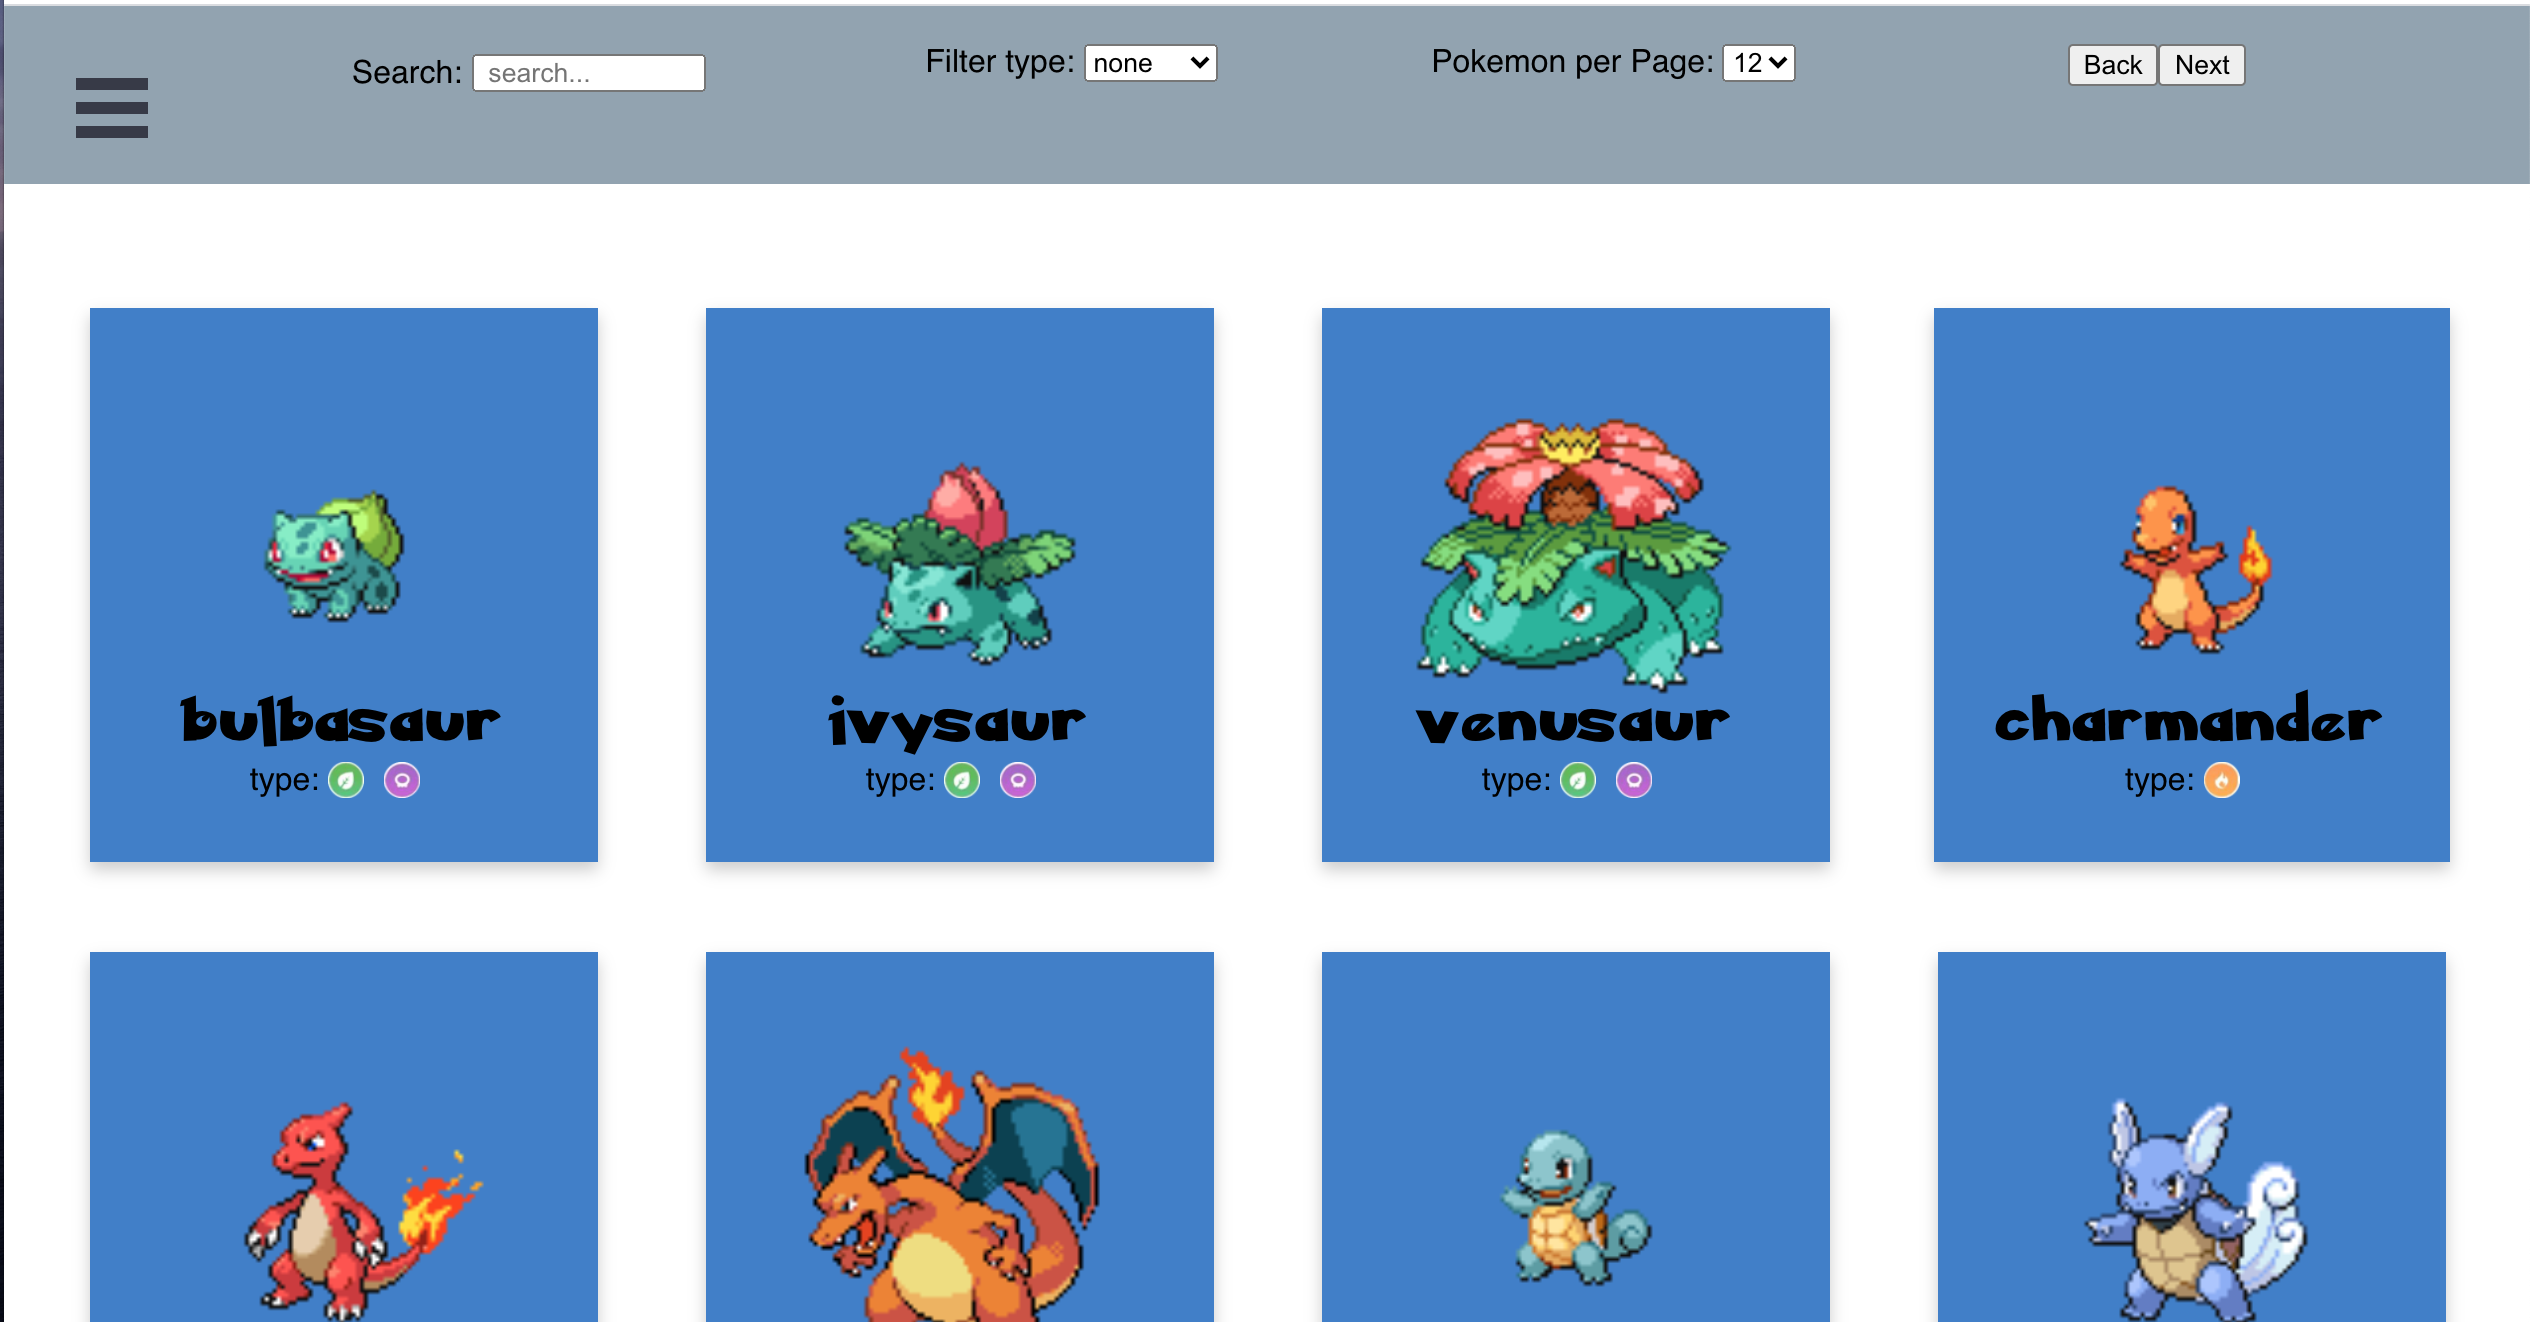 Search: search... Filter type: none Pokemon per Page: 12 Back Next
bulbasaur ivysaur venusaur charmander
type: type: type: type: